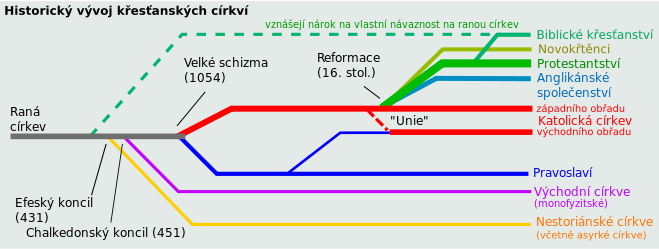 Historický vývoj křesťanských církví
vznášejí nárok na vlastní návaznost na ranou církev
Biblické křesťanství
Novokřtěnci
Protestantství
Anglikánské
společenství
Velké schizma
(1054)
Reformace
(16. stol.)
západního obřadu
Katolická církev
východního obřadu
"Unie"
Raná
církev
Pravoslaví
Východní církve
(monofyzitské)
Nestoriánské církve
(včetně asyrké církve)
Efeský koncil
(431)
Chalkedonský koncil (451)